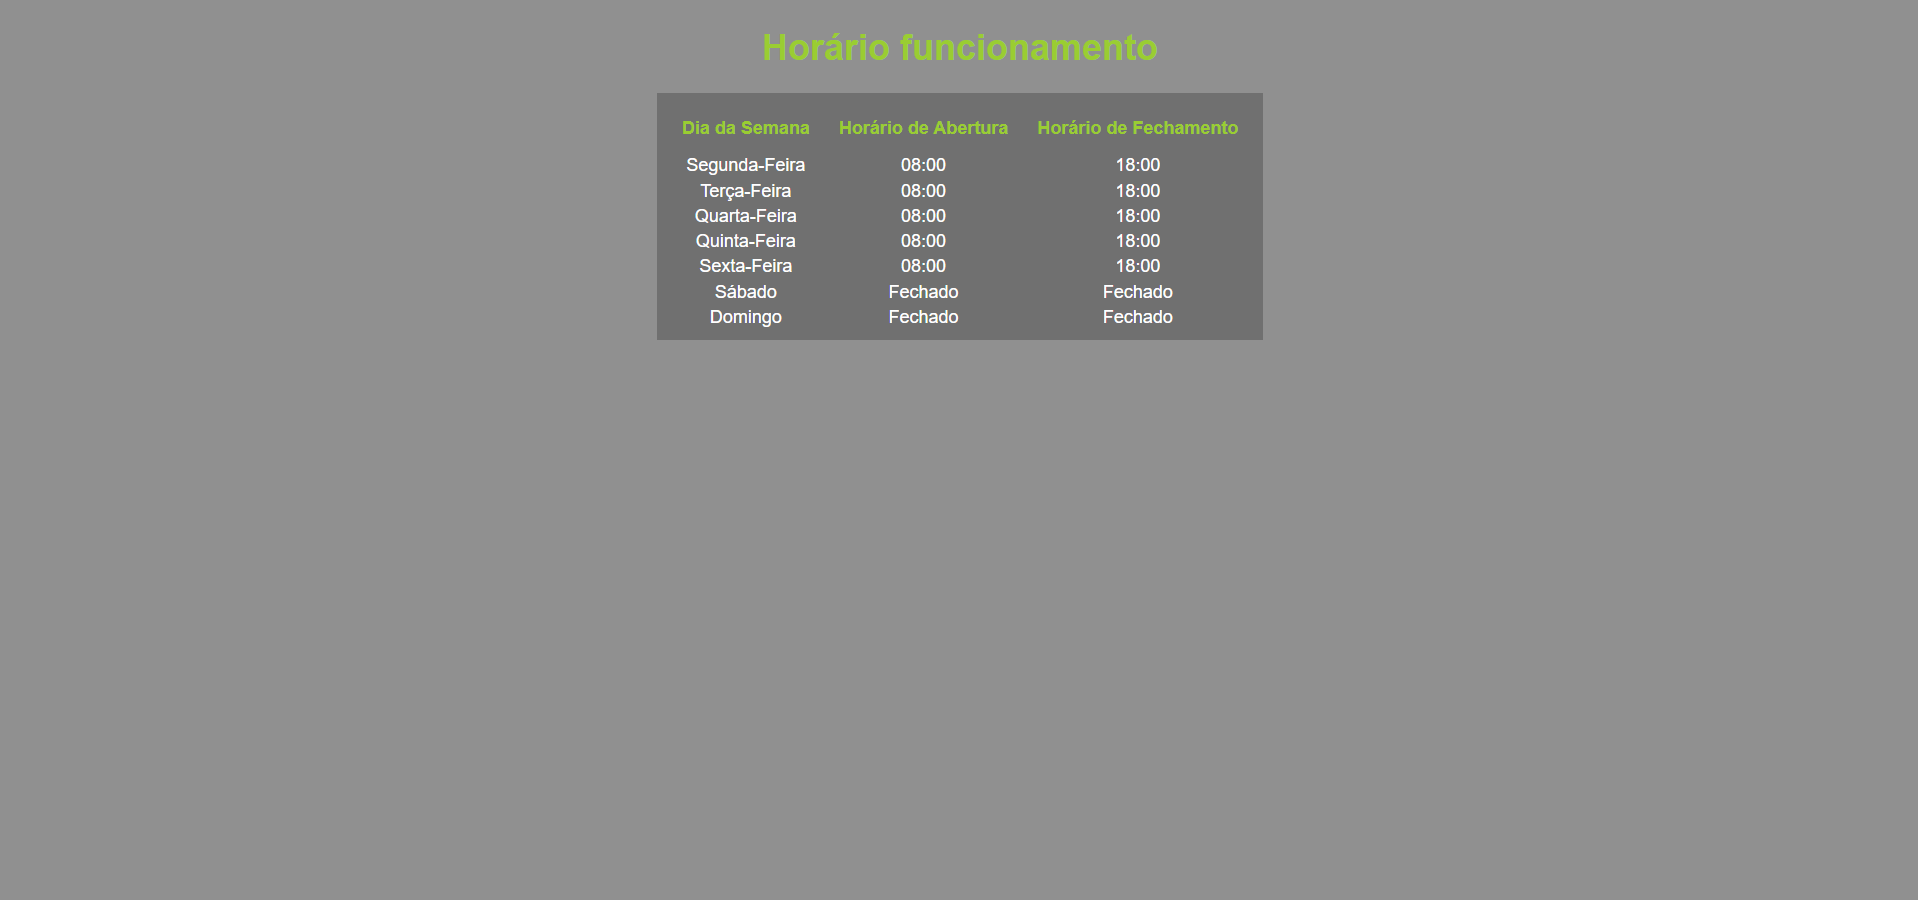 Horário funcionamento
Dia da Semana Horário de Abertura Horário de Fechamento
Segunda-Feira 08:00 18:00
Terça-Feira 08:00 18:00
Quarta-Feira 08:00 18:00
Quinta-Feira 08:00 18:00
Sexta-Feira 08:00 18:00
Sábado Fechado Fechado
Domingo Fechado Fechado